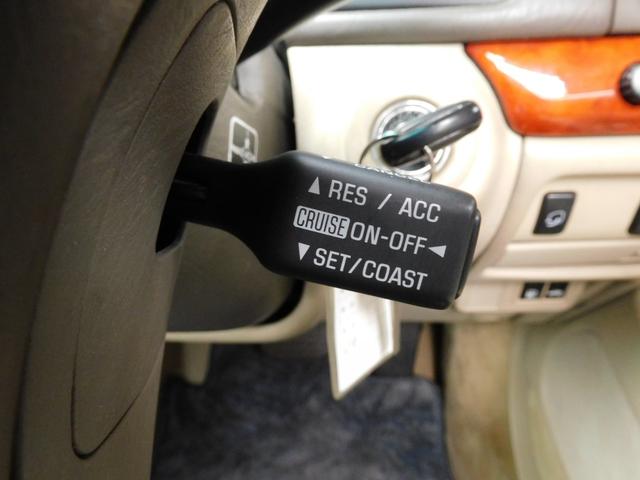 ▲ RES / ACC
CRUISE ON-OFF ◀
▼ SET/COAST